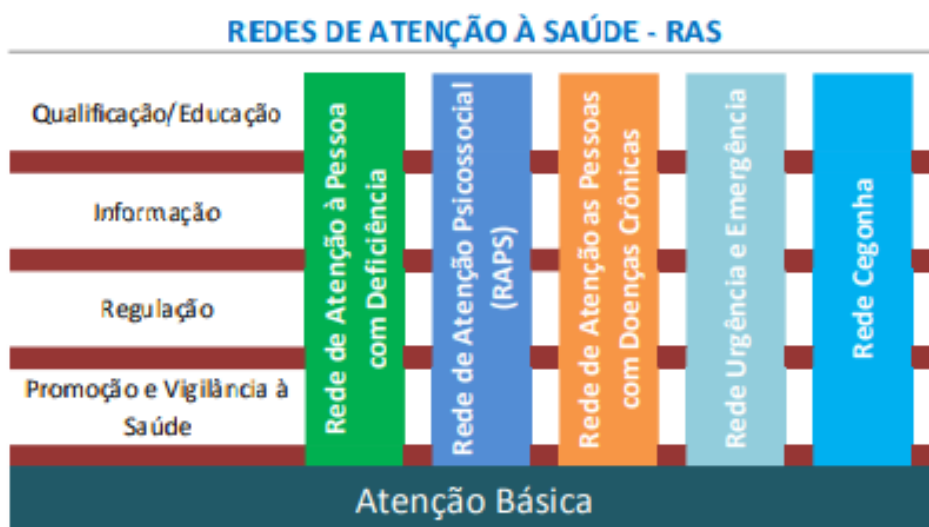 REDES DE ATENÇÃO À SAÚDE - RAS
Qualificação/Educação
Informação
Regulação
Promoção e Vigilância à
Saúde
Rede de Atenção à Pessoa
com Deficiência
Rede de Atenção Psicossocial
(RAPS)
Rede de Atenção as Pessoas
com Doenças Crônicas
Rede Urgência e Emergência
Rede Cegonha
Atenção Básica